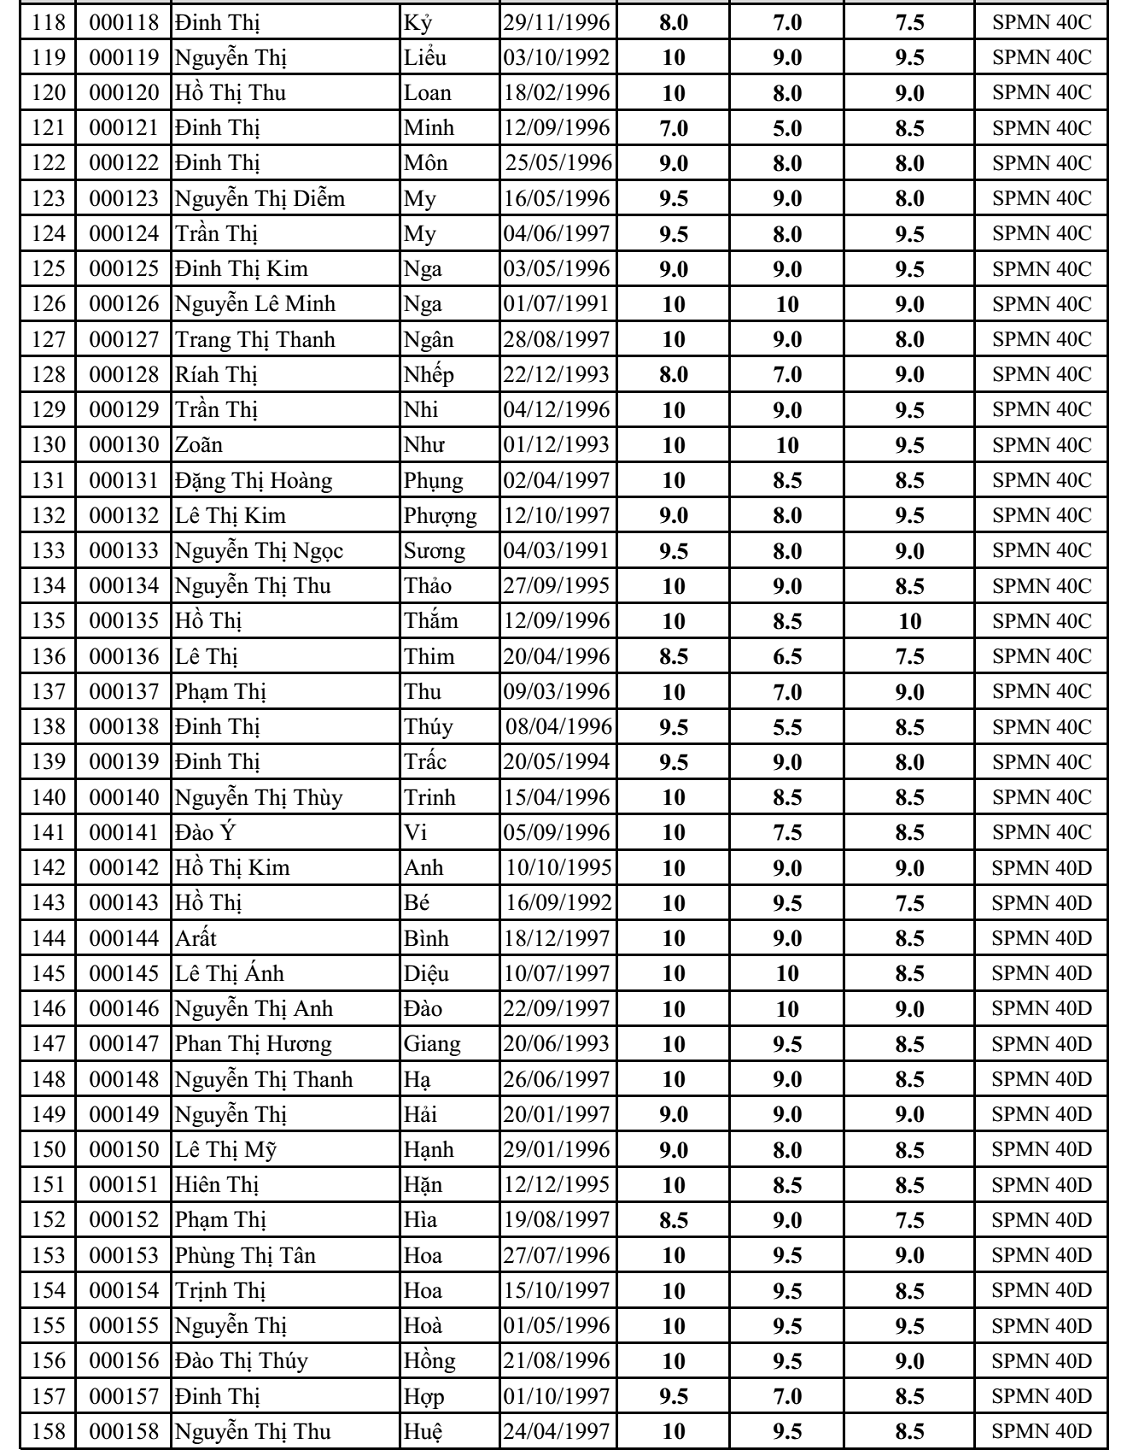 118 000118 Đinh Thị Kỷ 29/11/1996 8.0 7.0 7.5 SPMN 40C
119 000119 Nguyễn Thị Liểu 03/10/1992 10 9.0 9.5 SPMN 40C
120 000120 Hồ Thị Thu Loan 18/02/1996 10 8.0 9.0 SPMN 40C
121 000121 Đinh Thị Minh 12/09/1996 7.0 5.0 8.5 SPMN 40C
122 000122 Đinh Thị Môn 25/05/1996 9.0 8.0 8.0 SPMN 40C
123 000123 Nguyễn Thị Diễm My 16/05/1996 9.5 9.0 8.0 SPMN 40C
124 000124 Trần Thị My 04/06/1997 9.5 8.0 9.5 SPMN 40C
125 000125 Đinh Thị Kim Nga 03/05/1996 9.0 9.0 9.5 SPMN 40C
126 000126 Nguyễn Lê Minh Nga 01/07/1991 10 10 9.0 SPMN 40C
127 000127 Trang Thị Thanh Ngân 28/08/1997 10 9.0 8.0 SPMN 40C
128 000128 Ríah Thị Nhếp 22/12/1993 8.0 7.0 9.0 SPMN 40C
129 000129 Trần Thị Nhi 04/12/1996 10 9.0 9.5 SPMN 40C
130 000130 Zoãn Như 01/12/1993 10 10 9.5 SPMN 40C
131 000131 Đặng Thị Hoàng Phụng 02/04/1997 10 8.5 8.5 SPMN 40C
132 000132 Lê Thị Kim Phượng 12/10/1997 9.0 8.0 9.5 SPMN 40C
133 000133 Nguyễn Thị Ngọc Sương 04/03/1991 9.5 8.0 9.0 SPMN 40C
134 000134 Nguyễn Thị Thu Thảo 27/09/1995 10 9.0 8.5 SPMN 40C
135 000135 Hồ Thị Thắm 12/09/1996 10 8.5 10 SPMN 40C
136 000136 Lê Thị Thim 20/04/1996 8.5 6.5 7.5 SPMN 40C
137 000137 Phạm Thị Thu 09/03/1996 10 7.0 9.0 SPMN 40C
138 000138 Đinh Thị Thúy 08/04/1996 9.5 5.5 8.5 SPMN 40C
139 000139 Đinh Thị Trấc 20/05/1994 9.5 9.0 8.0 SPMN 40C
140 000140 Nguyễn Thị Thùy Trinh 15/04/1996 10 8.5 8.5 SPMN 40C
141 000141 Đào Ý Vi 05/09/1996 10 7.5 8.5 SPMN 40C
142 000142 Hồ Thị Kim Anh 10/10/1995 10 9.0 9.0 SPMN 40D
143 000143 Hồ Thị Bé 16/09/1992 10 9.5 7.5 SPMN 40D
144 000144 Arất Bình 18/12/1997 10 9.0 8.5 SPMN 40D
145 000145 Lê Thị Ánh Diệu 10/07/1997 10 10 8.5 SPMN 40D
146 000146 Nguyễn Thị Anh Đào 22/09/1997 10 10 9.0 SPMN 40D
147 000147 Phan Thị Hương Giang 20/06/1993 10 9.5 8.5 SPMN 40D
148 000148 Nguyễn Thị Thanh Hạ 26/06/1997 10 9.0 8.5 SPMN 40D
149 000149 Nguyễn Thị Hải 20/01/1997 9.0 9.0 9.0 SPMN 40D
150 000150 Lê Thị Mỹ Hạnh 29/01/1996 9.0 8.0 8.5 SPMN 40D
151 000151 Hiên Thị Hặn 12/12/1995 10 8.5 8.5 SPMN 40D
152 000152 Phạm Thị Hìa 19/08/1997 8.5 9.0 7.5 SPMN 40D
153 000153 Phùng Thị Tân Hoa 27/07/1996 10 9.5 9.0 SPMN 40D
154 000154 Trịnh Thị Hoa 15/10/1997 10 9.5 8.5 SPMN 40D
155 000155 Nguyễn Thị Hoà 01/05/1996 10 9.5 9.5 SPMN 40D
156 000156 Đào Thị Thúy Hồng 21/08/1996 10 9.5 9.0 SPMN 40D
157 000157 Đinh Thị Hợp 01/10/1997 9.5 7.0 8.5 SPMN 40D
158 000158 Nguyễn Thị Thu Huệ 24/04/1997 10 9.5 8.5 SPMN 40D